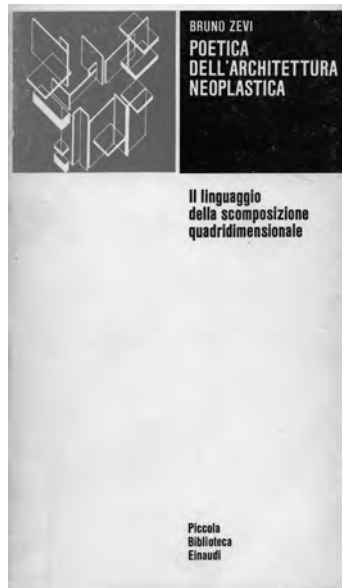 BRUNO ZEVI
POETICA
DELL'ARCHITETTURA
NEOPLASTICA
Il linguaggio
della scomposizione
quadridimensionale
Piccola
Biblioteca
Einaudi